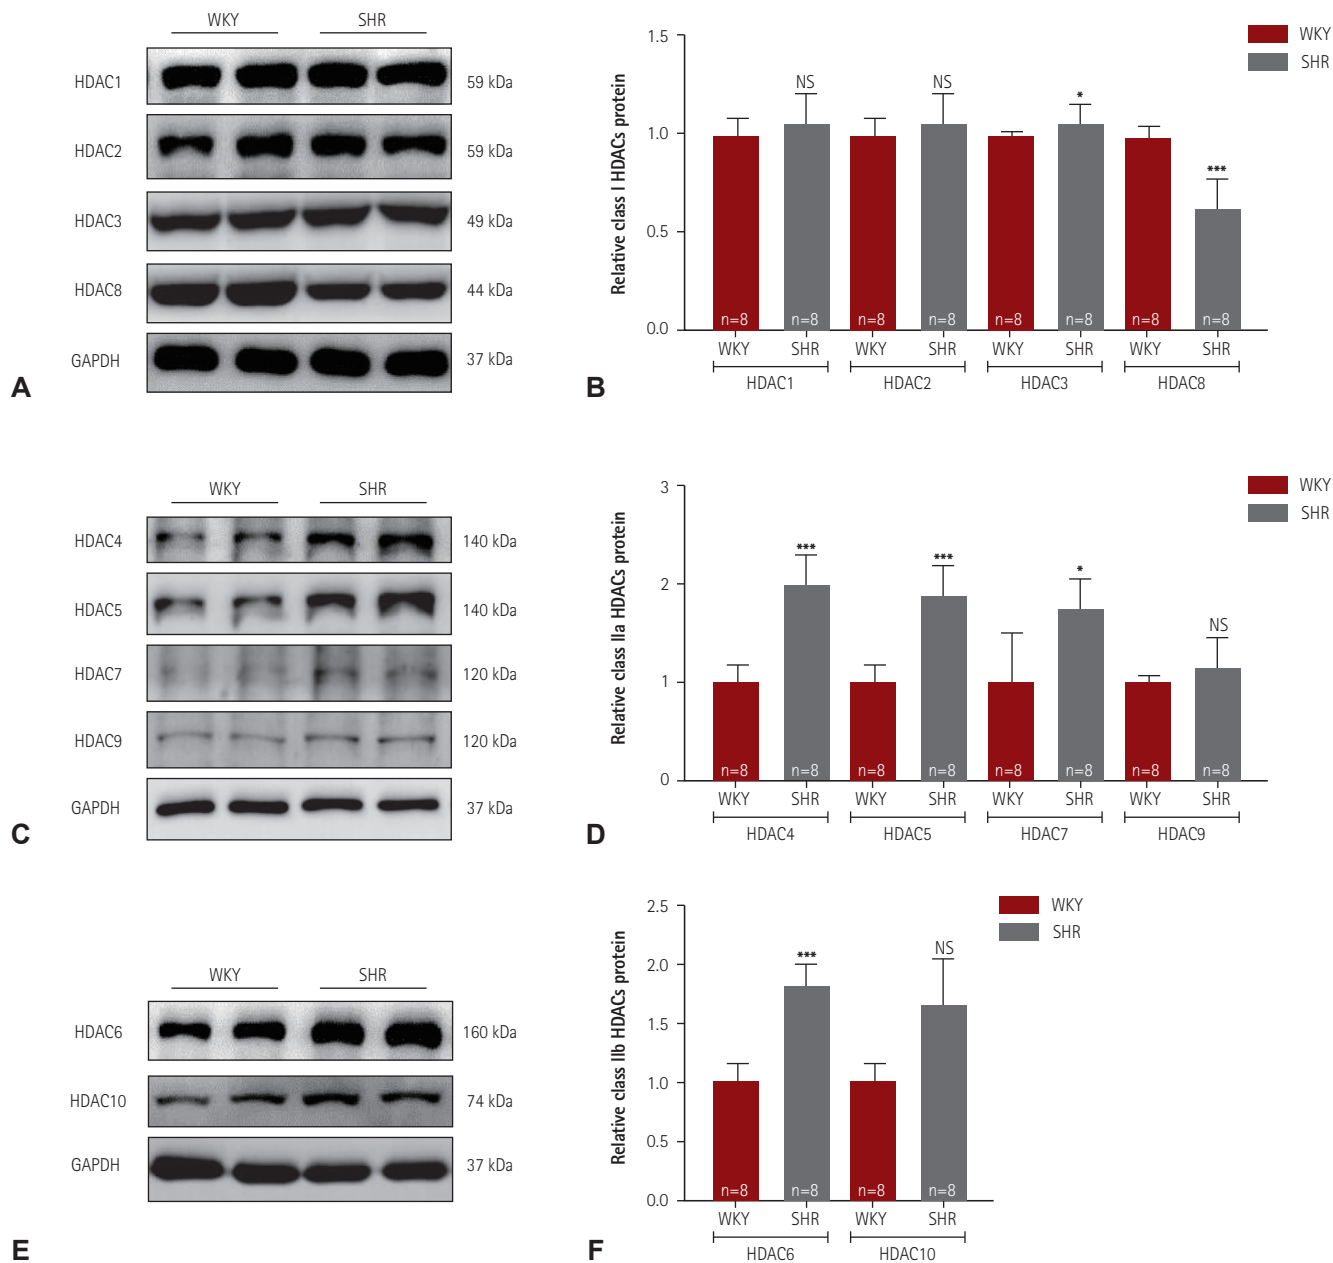 WKY SHR
HDAC1 59 kDa
HDAC2 59 kDa
HDAC3 49 kDa
HDAC8 44 kDa
GAPDH 37 kDa
A
Relative class I HDACs protein
1.5
1.0
0.5
0.0
WKY
SHR
NS NS * ***
n=8 n=8 n=8 n=8 n=8 n=8 n=8 n=8
WKY SHR WKY SHR WKY SHR WKY SHR
HDAC1 HDAC2 HDAC3 HDAC8
B
WKY SHR
HDAC4 140 kDa
HDAC5 140 kDa
HDAC7 120 kDa
HDAC9 120 kDa
GAPDH 37 kDa
C
Relative class IIa HDACs protein
3
2
1
0
WKY
SHR
*** *** * NS
n=8 n=8 n=8 n=8 n=8 n=8 n=8 n=8
WKY SHR WKY SHR WKY SHR WKY SHR
HDAC4 HDAC5 HDAC7 HDAC9
D
WKY SHR
HDAC6 160 kDa
HDAC10 74 kDa
GAPDH 37 kDa
E
Relative class IIb HDACs protein
2.5
2.0
1.5
1.0
0.5
0.0
WKY
SHR
*** NS
n=8 n=8 n=8 n=8
WKY SHR WKY SHR
HDAC6 HDAC10
F